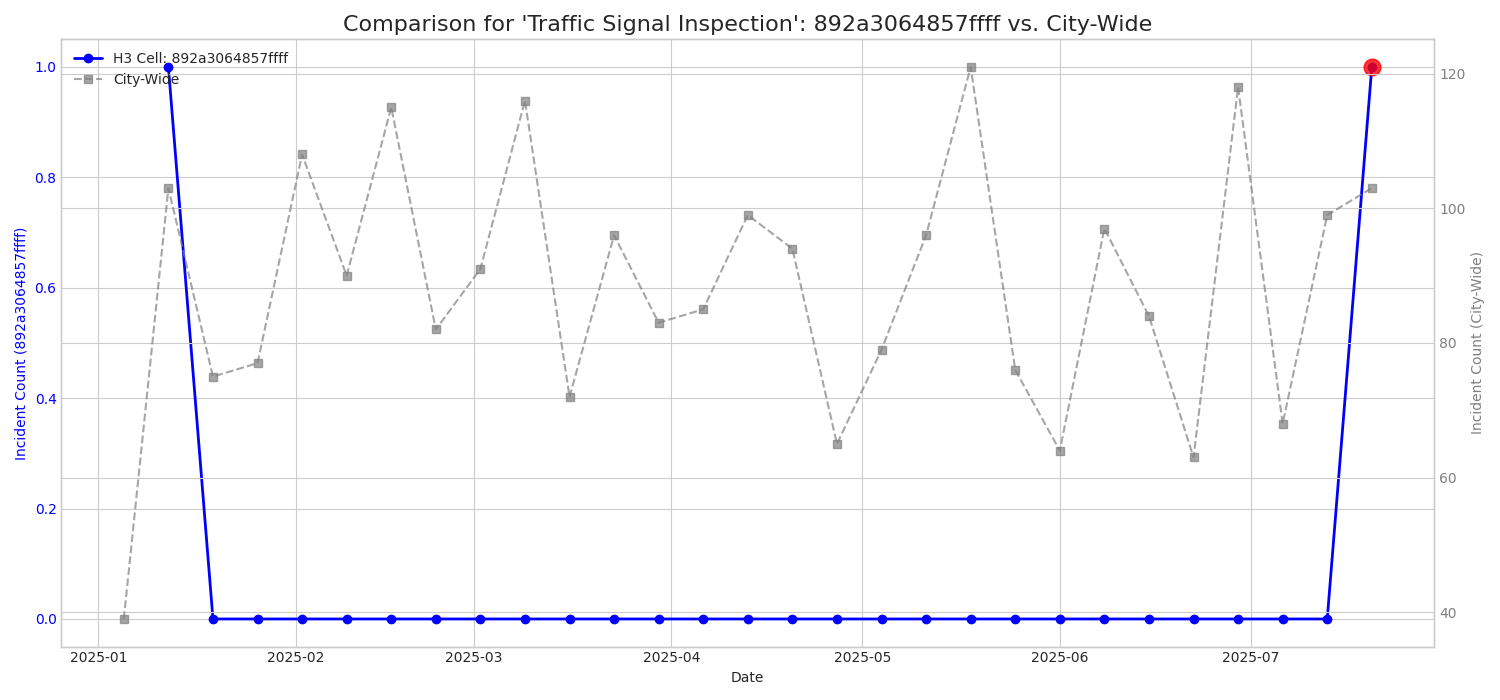 Comparison for 'Traffic Signal Inspection': 892a3064857ffff vs. City-Wide
H3 Cell: 892a3064857ffff
City-Wide
Incident Count (892a3064857ffff)
1.0
0.8
0.6
0.4
0.2
0.0
120
100
80
60
40
Incident Count (City-Wide)
2025-01 2025-02 2025-03 2025-04 2025-05 2025-06 2025-07
Date